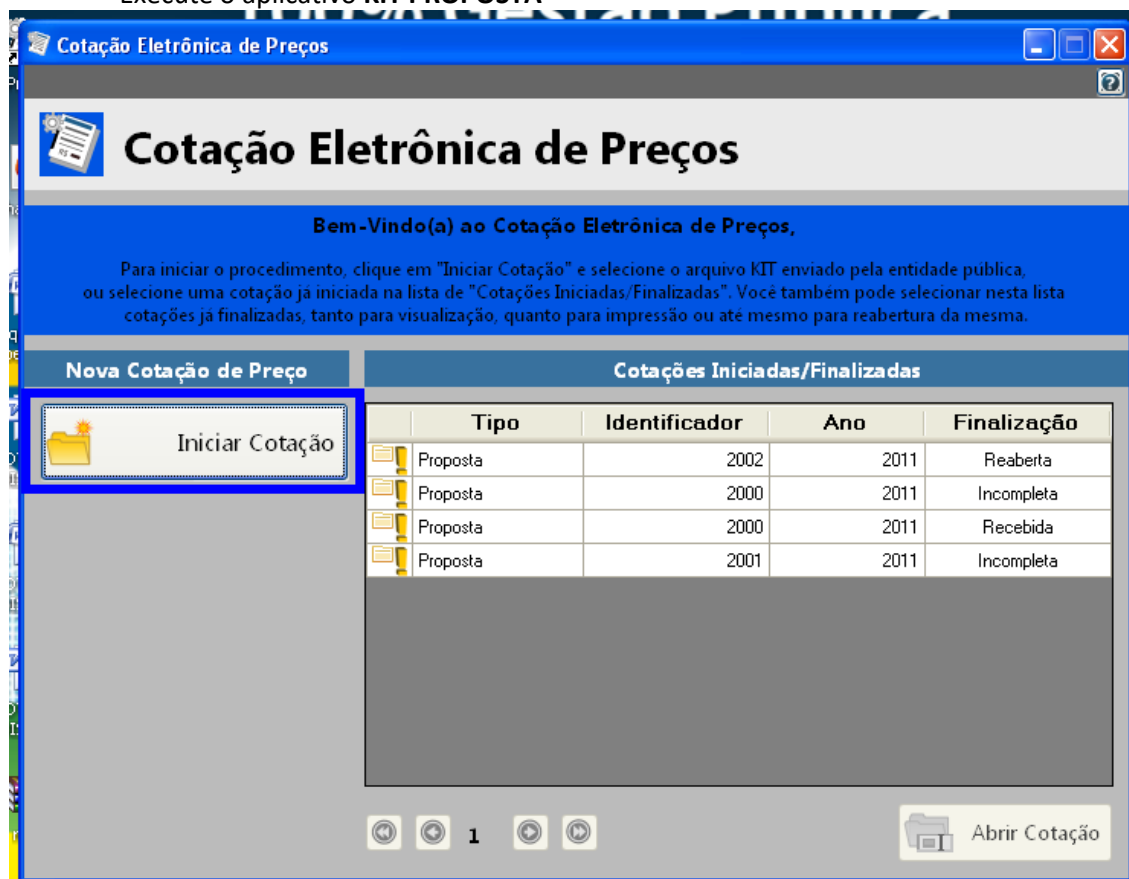 Execute o aplicativo KIT PROPOSTA
Cotação Eletrônica de Preços
Cotação Eletrônica de Preços
Bem-Vindo(a) ao Cotação Eletrônica de Preços,
Para iniciar o procedimento, clique em "Iniciar Cotação" e selecione o arquivo KIT enviado pela entidade pública,
ou selecione uma cotação já iniciada na lista de "Cotações Iniciadas/Finalizadas". Você também pode selecionar nesta lista
cotações já finalizadas, tanto para visualização, quanto para impressão ou até mesmo para reabertura da mesma.
Nova Cotação de Preço
Cotações Iniciadas/Finalizadas
Iniciar Cotação
Tipo Identificador Ano Finalização
Proposta 2002 2011 Reaberta
Proposta 2000 2011 Incompleta
Proposta 2000 2011 Recebida
Proposta 2001 2011 Incompleta
1
Abrir Cotação